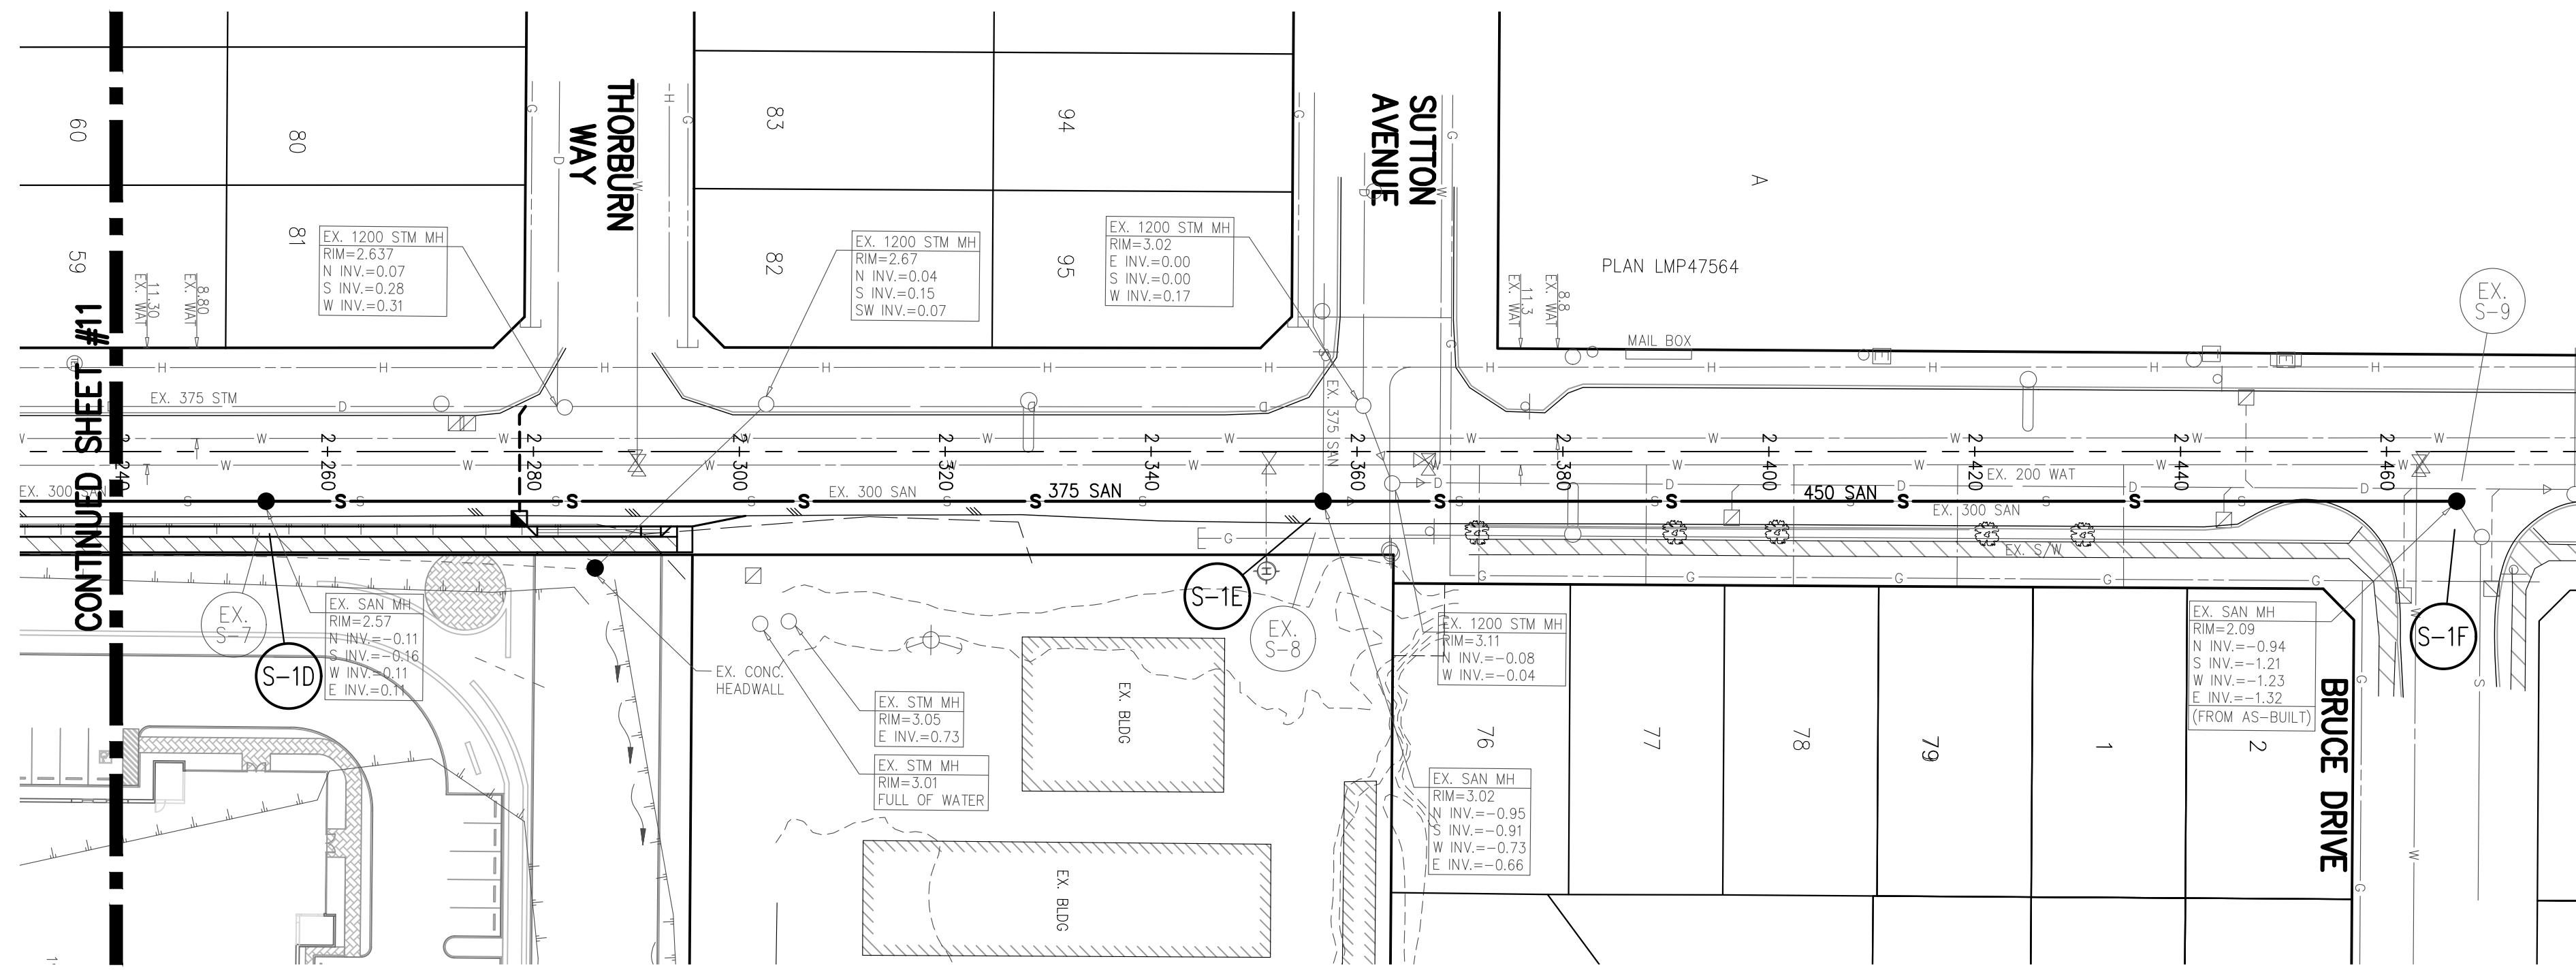 CONTINUED SHEET #11
60
59
80
81
THORBURN
WAY
83
82
94
95
SUTTON
AVENUE
A
PLAN LMP47564
EX. 1200 STM MH
RIM=2.637
N INV.=0.07
S INV.=0.28
W INV.=0.31
EX. 1200 STM MH
RIM=2.67
N INV.=0.04
S INV.=0.15
SW INV.=0.07
EX. 1200 STM MH
RIM=3.02
E INV.=0.00
S INV.=0.00
W INV.=0.17
11.30
EX. WAT
8.80
EX. WAT
11.3
EX. WAT
8.8
EX. WAT
MAIL BOX
EX.
S-9
EX. 375 STM
EX. 375 SAN
2-240
2-260
2-280
2-300
2-320
2-340
2-360
2-380
2-400
2-420
2-440
2-460
EX. 200 WAT
EX. 300 SAN
EX. 300 SAN
375 SAN
450 SAN
EX. 300 SAN
EX. S/W
EX.
S-7
S-1D
EX. SAN MH
RIM=2.57
N INV.=-0.11
S INV.=-0.16
W INV.=0.11
E INV.=0.11
EX. CONC.
HEADWALL
EX. STM MH
RIM=3.05
E INV.=0.73
EX. STM MH
RIM=3.01
FULL OF WATER
EX. BLDG
EX. BLDG
S-1E
EX.
S-8
EX. 1200 STM MH
RIM=3.11
N INV.=-0.08
W INV.=-0.04
EX. SAN MH
RIM=3.02
N INV.=-0.95
S INV.=-0.91
W INV.=-0.73
E INV.=-0.66
76
77
78
79
1
2
EX. SAN MH
RIM=2.09
N INV.=-0.94
S INV.=-1.21
W INV.=-1.23
E INV.=-1.32
(FROM AS-BUILT)
S-1F
BRUCE DRIVE